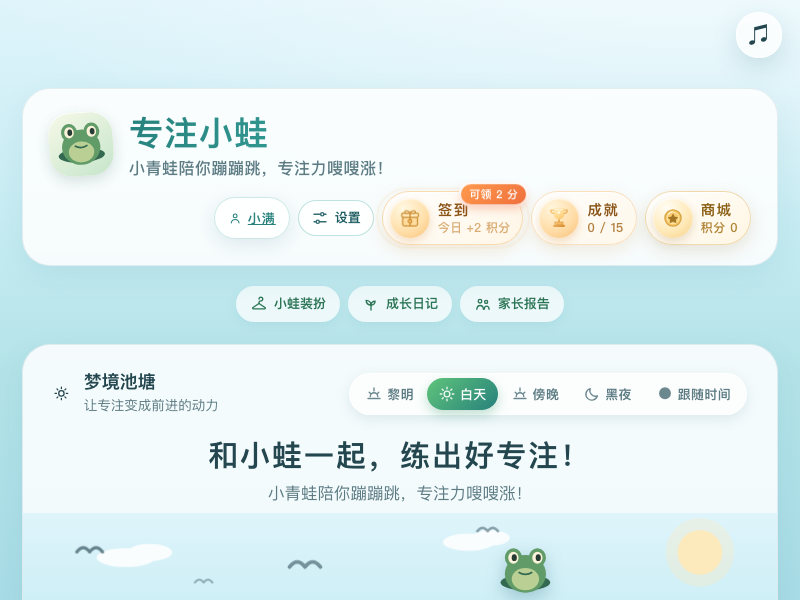 专注小蛙
小青蛙陪你蹦蹦跳，专注力嗖嗖涨！
小满
设置
可领 2 分
签到
今日 +2 积分
成就
0 / 15
商城
积分 0
小蛙装扮
成长日记
家长报告
梦境池塘
让专注变成前进的动力
黎明
白天
傍晚
黑夜
跟随时间
和小蛙一起，练出好专注！
小青蛙陪你蹦蹦跳，专注力嗖嗖涨！